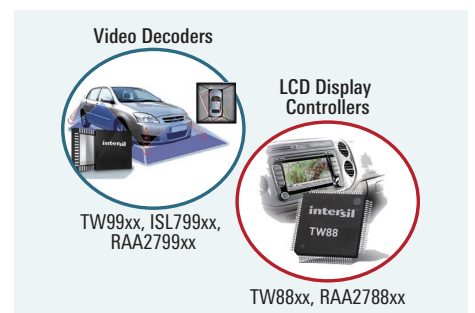 Video Decoders
intersil
TW99xx, ISL799xx,
RAA2799xx
LCD Display
Controllers
intersil
TW88
TW88xx, RAA2788xx